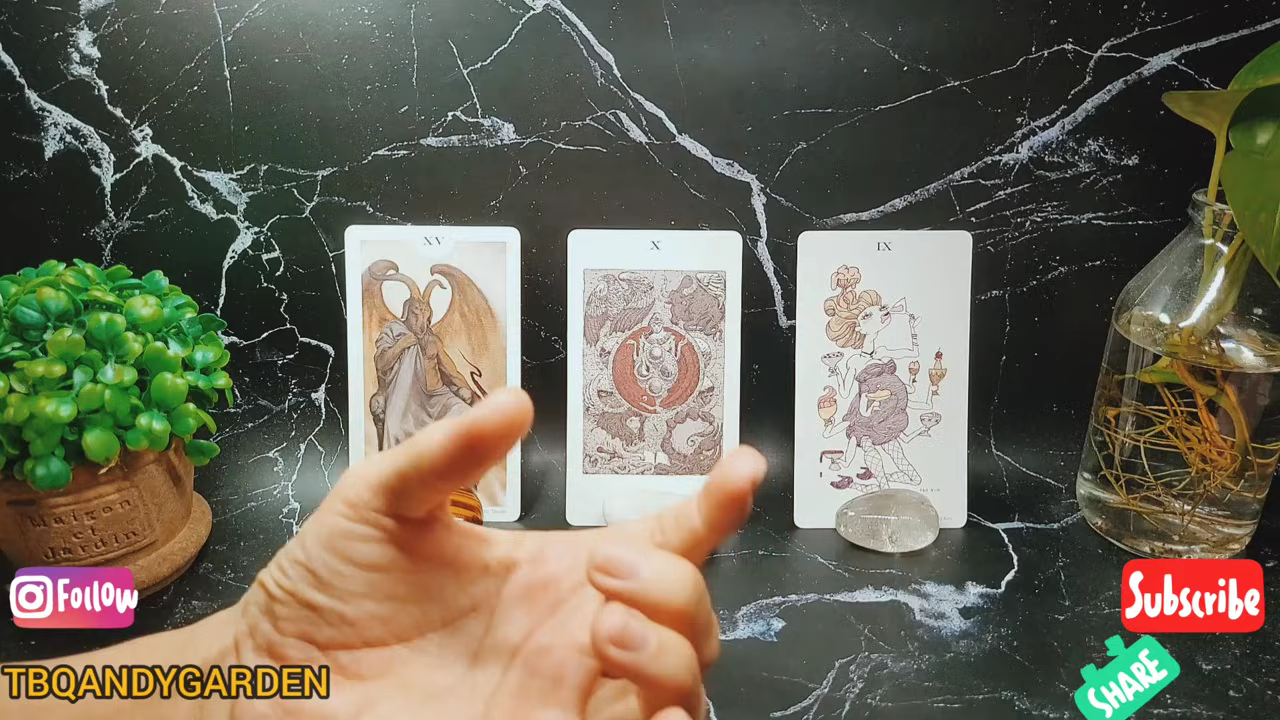 XV
X
IX
Maison
et
Jardin
Follow
Subscribe
TBQANDYGARDEN
SHARE